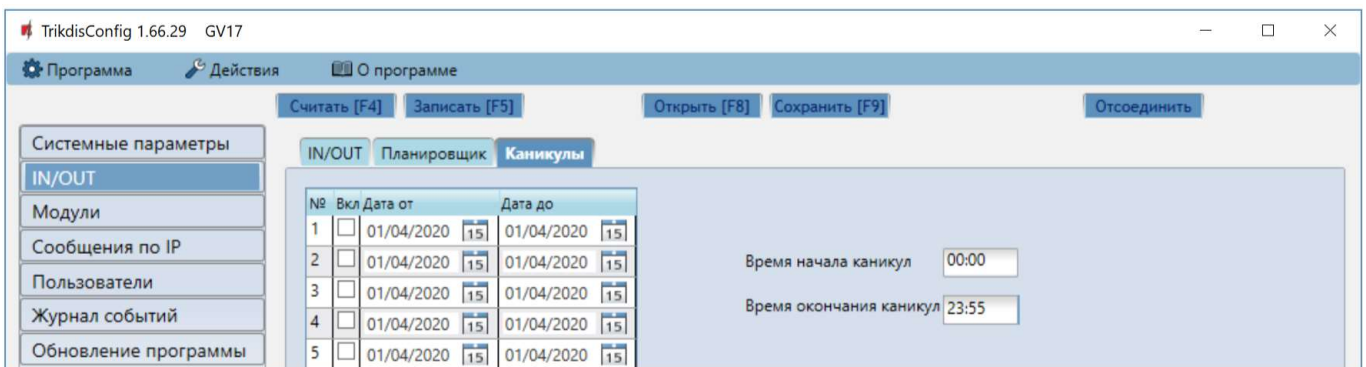 TrikdisConfig 1.66.29 GV17
Программа Действия О программе
Считать [F4] Записать [F5] Открыть [F8] Сохранить [F9] Отсоединить
Системные параметры
IN/OUT
Модули
Сообщения по IP
Пользователи
Журнал событий
Обновление программы
IN/OUT Планировщик Каникулы
№ Вкл Дата от Дата до
1 01/04/2020 15 01/04/2020 15
2 01/04/2020 15 01/04/2020 15
3 01/04/2020 15 01/04/2020 15
4 01/04/2020 15 01/04/2020 15
5 01/04/2020 15 01/04/2020 15
Время начала каникул 00:00
Время окончания каникул 23:55